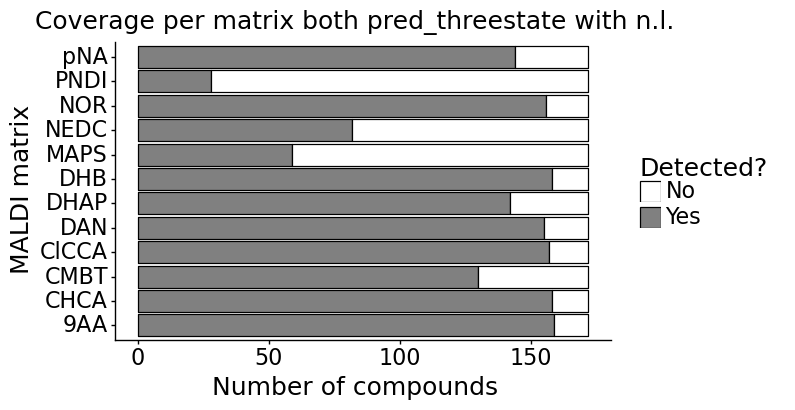 Coverage per matrix both pred_threestate with n.l.
MALDI matrix
pNA
PNDI
NOR
NEDC
MAPS
DHB
DHAP
DAN
ClCCA
CMBT
CHCA
9AA
0 50 100 150
Number of compounds
Detected?
No
Yes